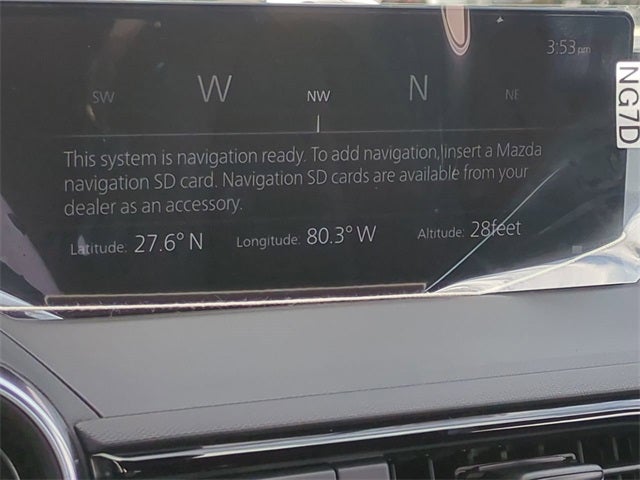 3:53 pm
SW W NW N NE
This system is navigation ready. To add navigation, insert a Mazda
navigation SD card. Navigation SD cards are available from your
dealer as an accessory.
Latitude: 27.6° N Longitude: 80.3° W Altitude: 28feet
NG7D